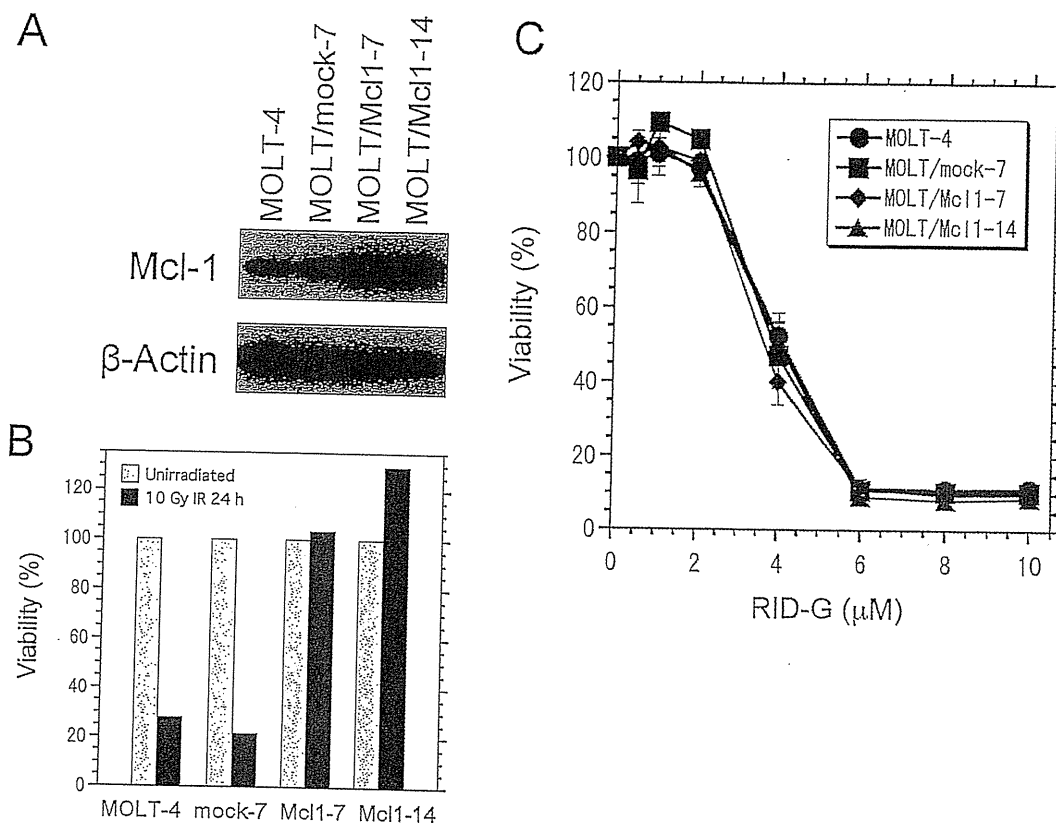 A
MOLT-4
MOLT/mock-7
MOLT/Mcl1-7
MOLT/Mcl1-14
Mcl-1
β-Actin
B
Unirradiated
10 Gy IR 24 h
Viability (%)
120
100
80
60
40
20
0
MOLT-4 mock-7 Mcl1-7 Mcl1-14
C
MOLT-4
MOLT/mock-7
MOLT/Mcl1-7
MOLT/Mcl1-14
Viability (%)
120
100
80
60
40
20
0
0 2 4 6 8 10
RID-G (μM)